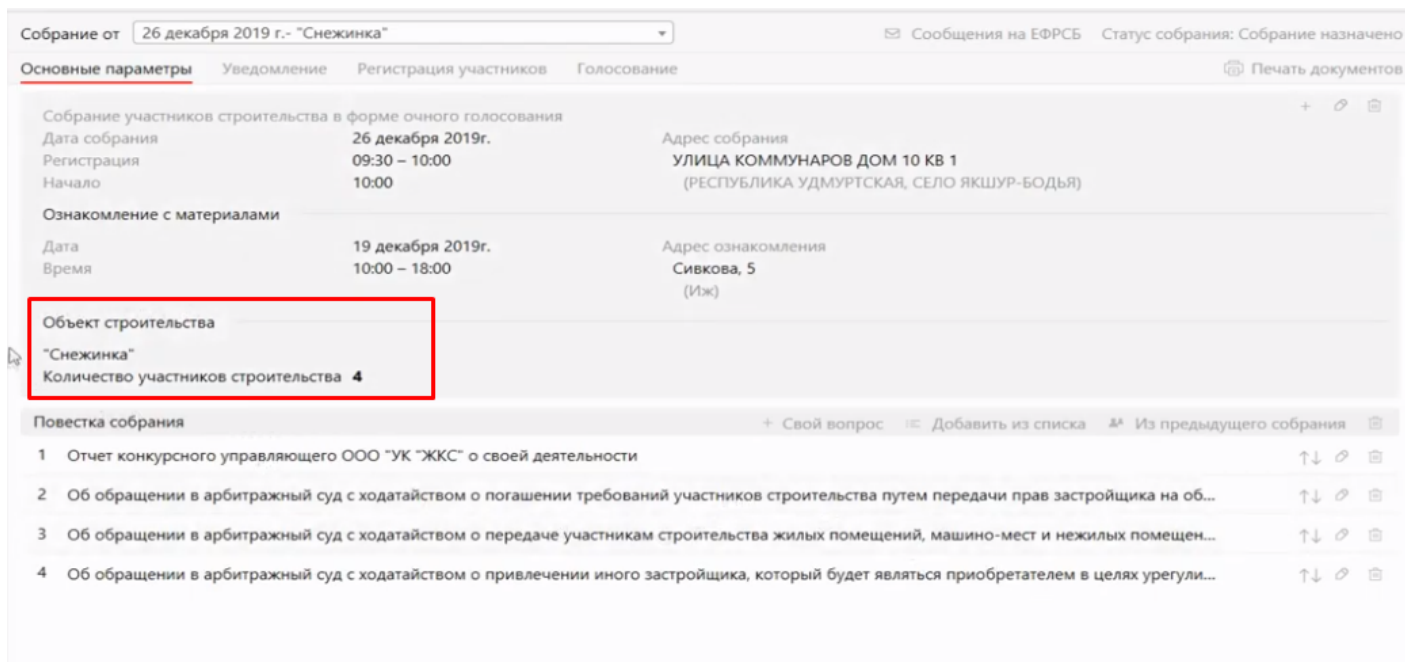 Собрание от 26 декабря 2019 г.- "Снежинка" Сообщения на ЕФРСБ Статус собрания: Собрание назначено
Основные параметры Уведомление Регистрация участников Голосование Печать документов
Собрание участников строительства в форме очного голосования
Дата собрания 26 декабря 2019г. Адрес собрания
Регистрация 09:30 – 10:00 УЛИЦА КОММУНАРОВ ДОМ 10 КВ 1
Начало 10:00 (РЕСПУБЛИКА УДМУРТСКАЯ, СЕЛО ЯКШУР-БОДЬЯ)
Ознакомление с материалами
Дата 19 декабря 2019г. Адрес ознакомления
Время 10:00 – 18:00 Сивкова, 5
(Иж)
Объект строительства
"Снежинка"
Количество участников строительства 4
Повестка собрания + Свой вопрос Добавить из списка Из предыдущего собрания
1 Отчет конкурсного управляющего ООО "УК "ЖКС" о своей деятельности
2 Об обращении в арбитражный суд с ходатайством о погашении требований участников строительства путем передачи прав застройщика на об...
3 Об обращении в арбитражный суд с ходатайством о передаче участникам строительства жилых помещений, машино-мест и нежилых помещен...
4 Об обращении в арбитражный суд с ходатайством о привлечении иного застройщика, который будет являться приобретателем в целях урегули...